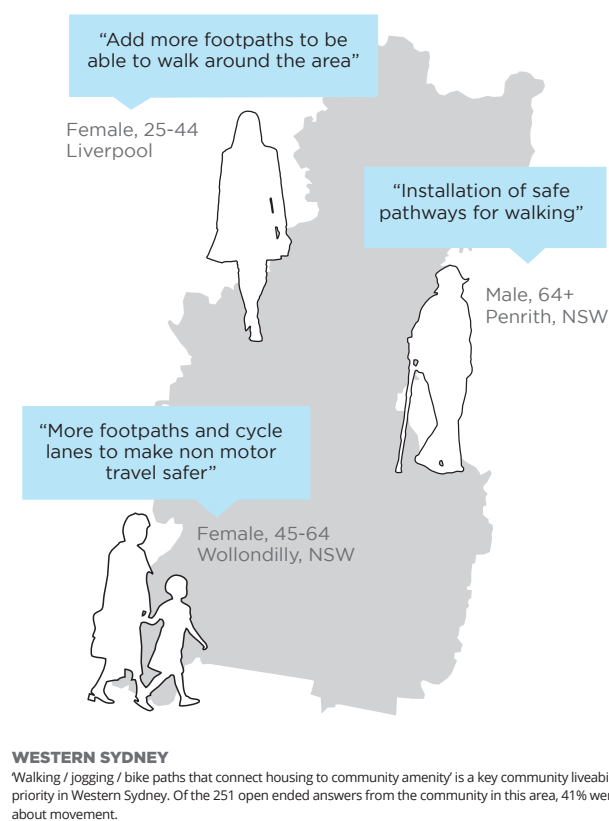 “Add more footpaths to be
able to walk around the area”
Female, 25-44
Liverpool
“Installation of safe
pathways for walking”
Male, 64+
Penrith, NSW
“More footpaths and cycle
lanes to make non motor
travel safer”
Female, 45-64
Wollondilly, NSW
WESTERN SYDNEY
‘Walking / jogging / bike paths that connect housing to community amenity’ is a key community
priority in Western Sydney. Of the 251 open ended answers from the community in this area, 41%
about movement.